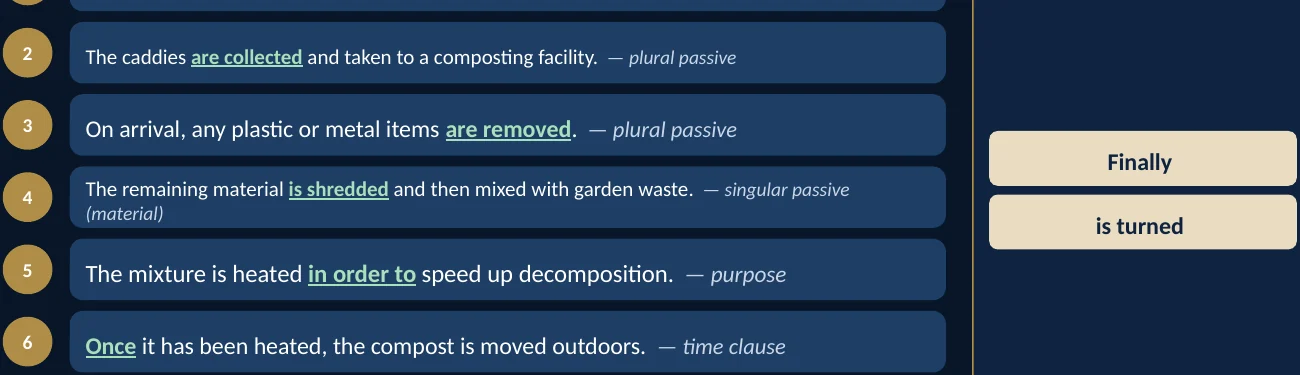 2
The caddies are collected and taken to a composting facility. — plural passive
3
On arrival, any plastic or metal items are removed. — plural passive
Finally
4
The remaining material is shredded and then mixed with garden waste. — singular passive
(material)
is turned
5
The mixture is heated in order to speed up decomposition. — purpose
6
Once it has been heated, the compost is moved outdoors. — time clause